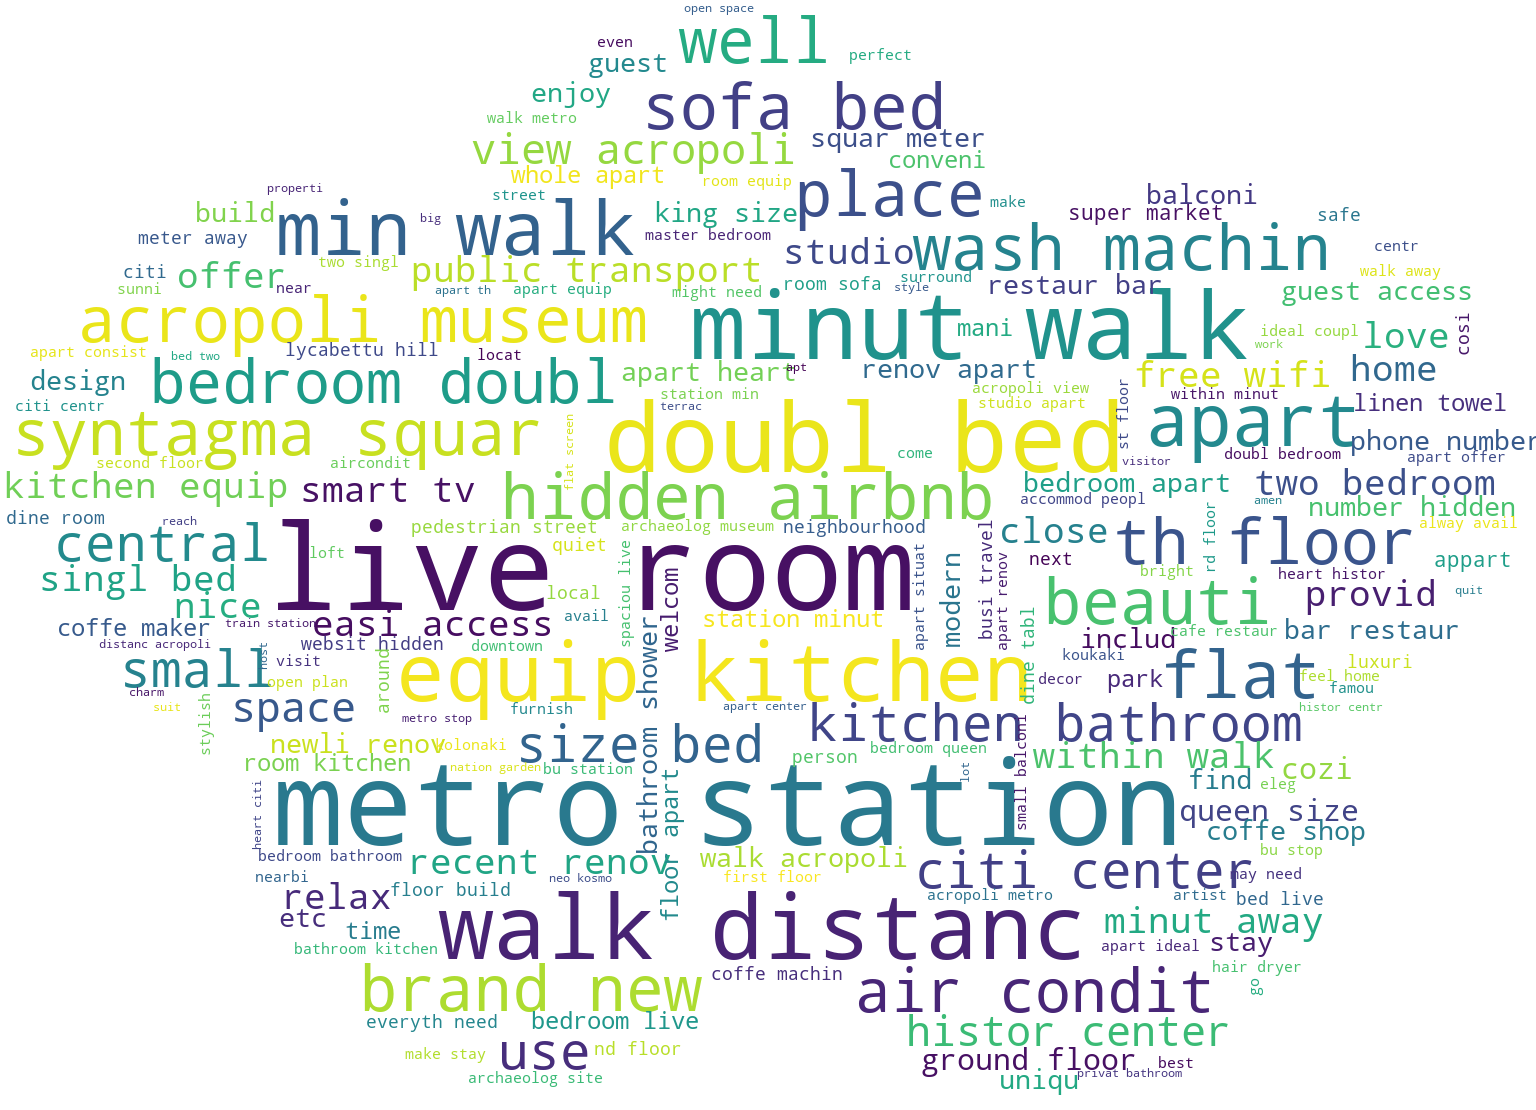 open space
well
even
perfect
guest
enjoy
sofa bed
walk metro
squar meter
view acropoli
conveni
whole apart
room equip
place
properti
street
make
balconi
build
min walk
big
king size
super market
safe
meter away
master bedroom
studio
wash machin
centr
citi
offer
two singl
public transport
surround
walk away
sunni
near
apart th
apart equip
might need
room sofa
style
restaur bar
guest access
acropoli museum
minut walk
mani
ideal coupl
love
cosi
work
apart consist
bed two
lycabettu hill
locat
design
bedroom doubl
apart heart
apt
renov apart
free wifi
home
citi centr
station min
acropoli view
within minut
linen towel
terrac
studio apart
st floor
apart
syntagma squar
flat screen
doubl bed
phone number
second floor
aircondit
come
visitor
doubl bedroom
apart offer
kitchen equip
smart tv
hidden airbnb
bedroom apart
accommod peopl
two bedroom
amen
number hidden
dine room
reach
pedestrian street
archaeolog museum
neighbourhood
busi travel
close
th floor
rd floor
alway avail
central
loft
live room
quiet
next
appart
singl bed
spaciou live
apart situat
modern
apart renov
bright
heart histor
nice
local
welcom
beauti
provid
quit
coffe maker
train station
easi access
avail
station minut
dine tabl
includ
cafe restaur
bar restaur
distanc acropoli
host
websit hidden
downtown
small
visit
equip kitchen
koukaki
flat
luxuri
open plan
around
bathroom shower
decor
park
feel home
famou
charm
suit
space
metro stop
furnish
apart center
kitchen bathroom
histor centr
stylish
newli renov
kolonaki
size bed
small balconi
within walk
room kitchen
nation garden
bu station
person
bedroom queen
lot
find
cozi
eleg
heart citi
metro station
floor apart
queen size
coffe shop
bedroom bathroom
recent renov
walk acropoli
citi center
bu stop
nearbi
relax
floor build
neo kosmo
first floor
acropoli metro
may need
artist
bed live
etc
time
walk distanc
minut away
bathroom kitchen
apart ideal
stay
brand new
coffe machin
air condit
hair dryer
go
everyth need
bedroom live
histor center
make stay
use
nd floor
ground floor
best
archaeolog site
uniqu
privat bathroom